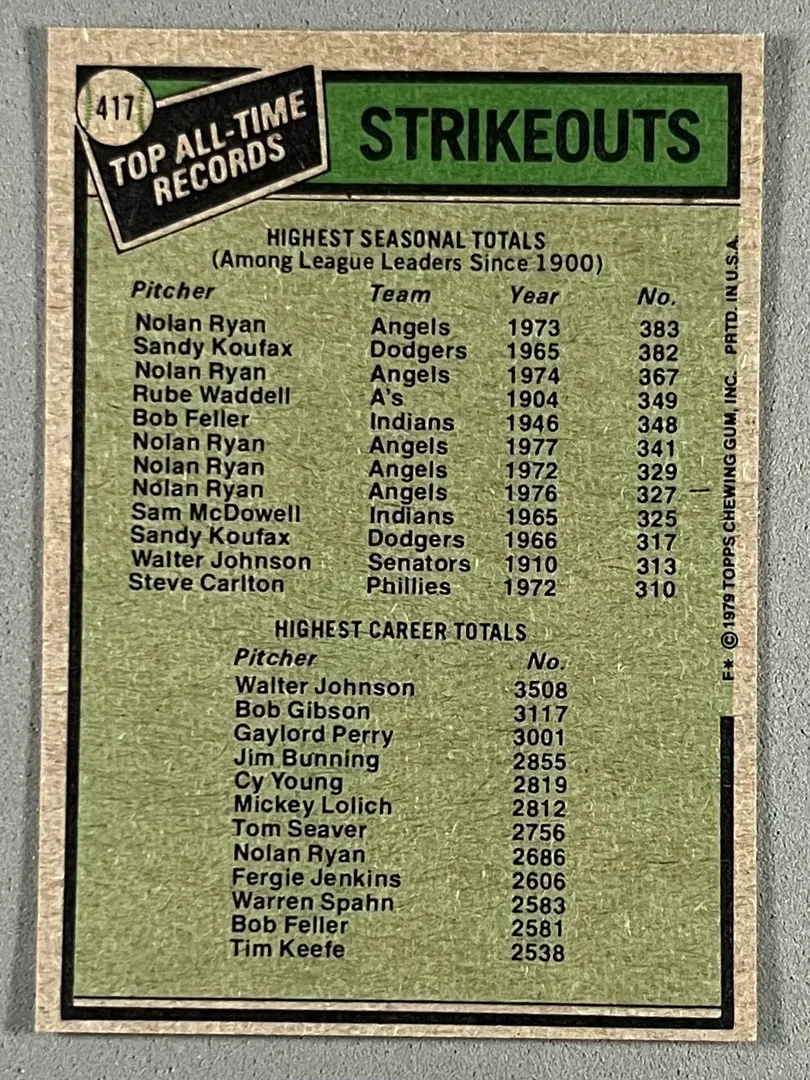 417
TOP ALL-TIME
RECORDS
STRIKEOUTS
HIGHEST SEASONAL TOTALS
(Among League Leaders Since 1900)
Pitcher Team Year No.
Nolan Ryan Angels 1973 383
Sandy Koufax Dodgers 1965 382
Nolan Ryan Angels 1974 367
Rube Waddell A's 1904 349
Bob Feller Indians 1946 348
Nolan Ryan Angels 1977 341
Nolan Ryan Angels 1972 329
Nolan Ryan Angels 1976 327
Sam McDowell Indians 1965 325
Sandy Koufax Dodgers 1966 317
Walter Johnson Senators 1910 313
Steve Carlton Phillies 1972 310
HIGHEST CAREER TOTALS
Pitcher No.
Walter Johnson 3508
Bob Gibson 3117
Gaylord Perry 3001
Jim Bunning 2855
Cy Young 2819
Mickey Lolich 2812
Tom Seaver 2756
Nolan Ryan 2686
Fergie Jenkins 2606
Warren Spahn 2583
Bob Feller 2581
Tim Keefe 2538
F* © 1979 TOPPS CHEWING GUM, INC. PRTD. IN U.S.A.